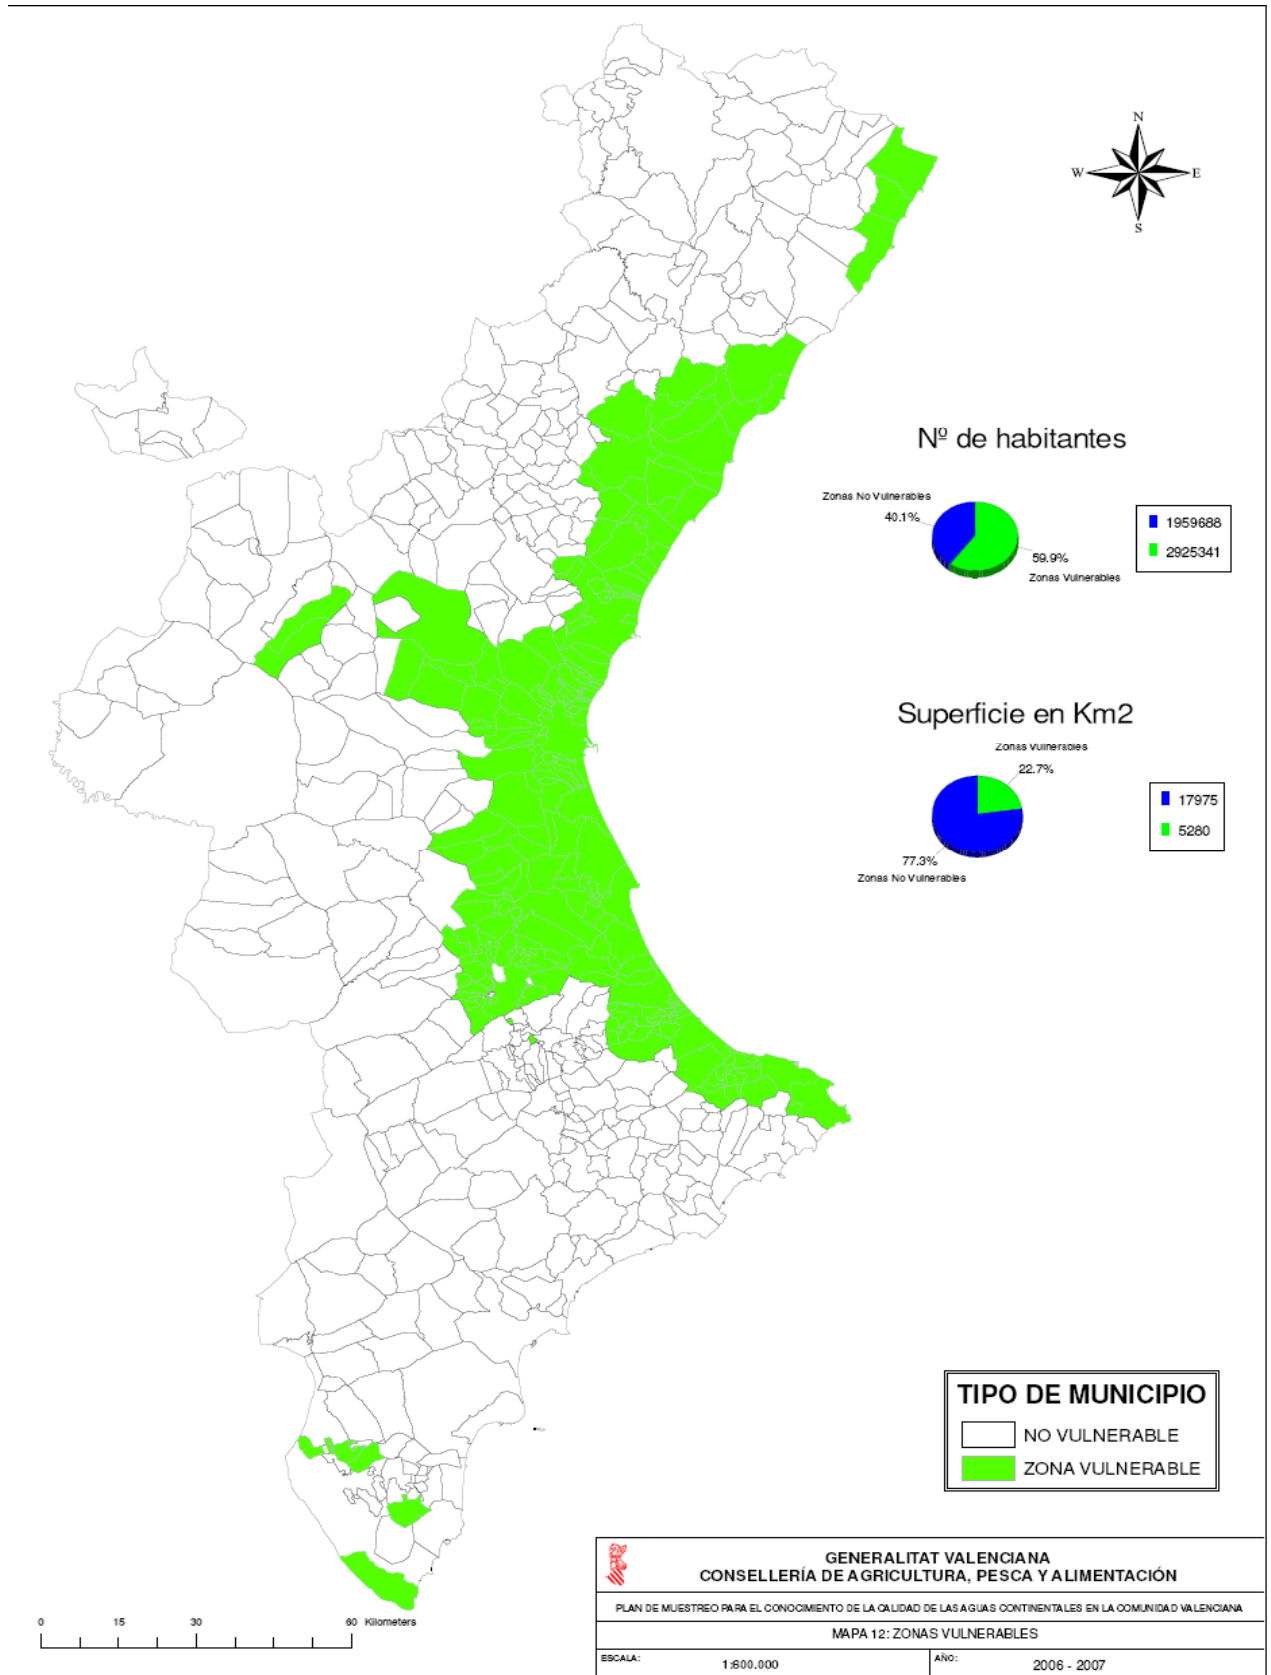 N
W
E
S
Nº de habitantes
Zonas No Vulnerables
40.1%
59.9%
Zonas Vulnerables
1959688
2925341
Superficie en Km2
Zonas Vulnerables
22.7%
77.3%
Zonas No Vulnerables
17975
5280
TIPO DE MUNICIPIO
NO VULNERABLE
ZONA VULNERABLE
GENERALITAT VALENCIANA
CONSELLERÍA DE AGRICULTURA, PESCA Y ALIMENTACIÓN
PLAN DE MUESTREO PARA EL CONOCIMIENTO DE LA CALIDAD DE LAS AGUAS CONTINENTALES EN LA COMUNIDAD VALENCIANA
MAPA 12: ZONAS VULNERABLES
ESCALA: 1:600.000 AÑO: 2006 - 2007
0 15 30 60 Kilometers